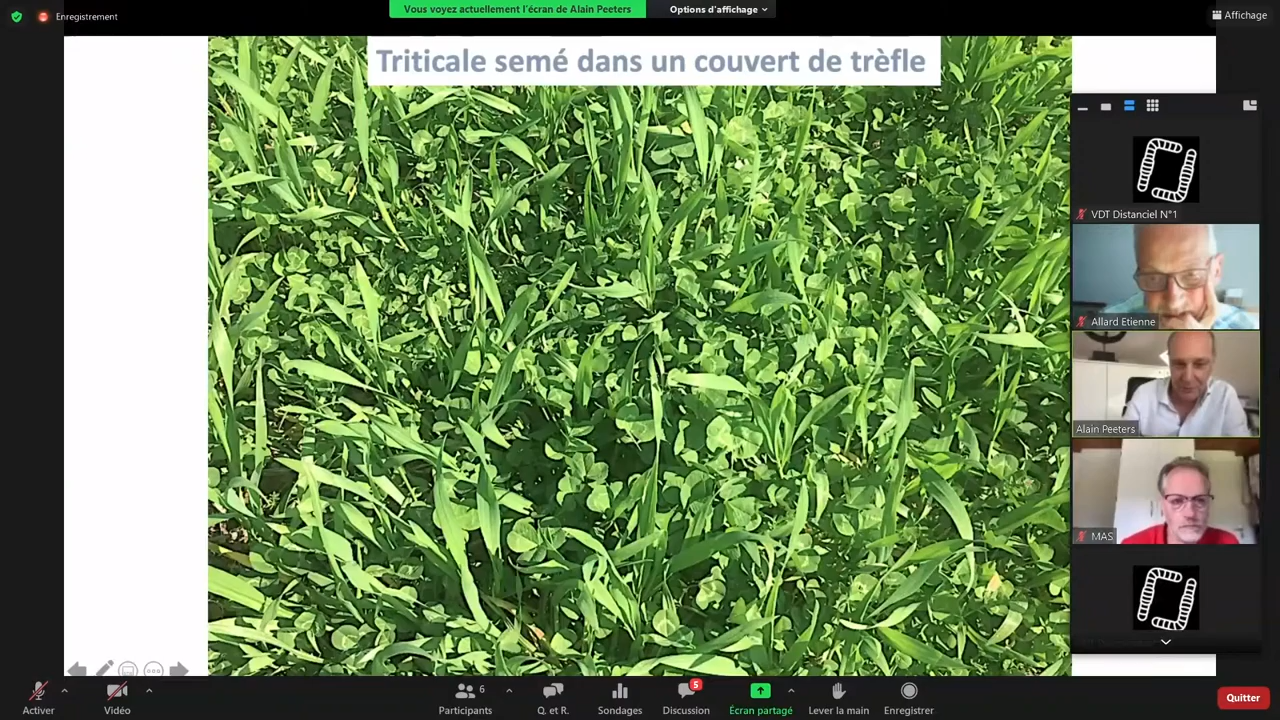 Enregistrement
Vous voyez actuellement l'écran de Alain Peeters
Options d'affichage
Affichage
Triticale semé dans un couvert de trèfle
VDT Distanciel N°1
Allard Etienne
Alain Peeters
MAS
Activer
Vidéo
6
Participants
Q. et R.
Sondages
5
Discussion
Écran partagé
Lever la main
Enregistrer
Quitter